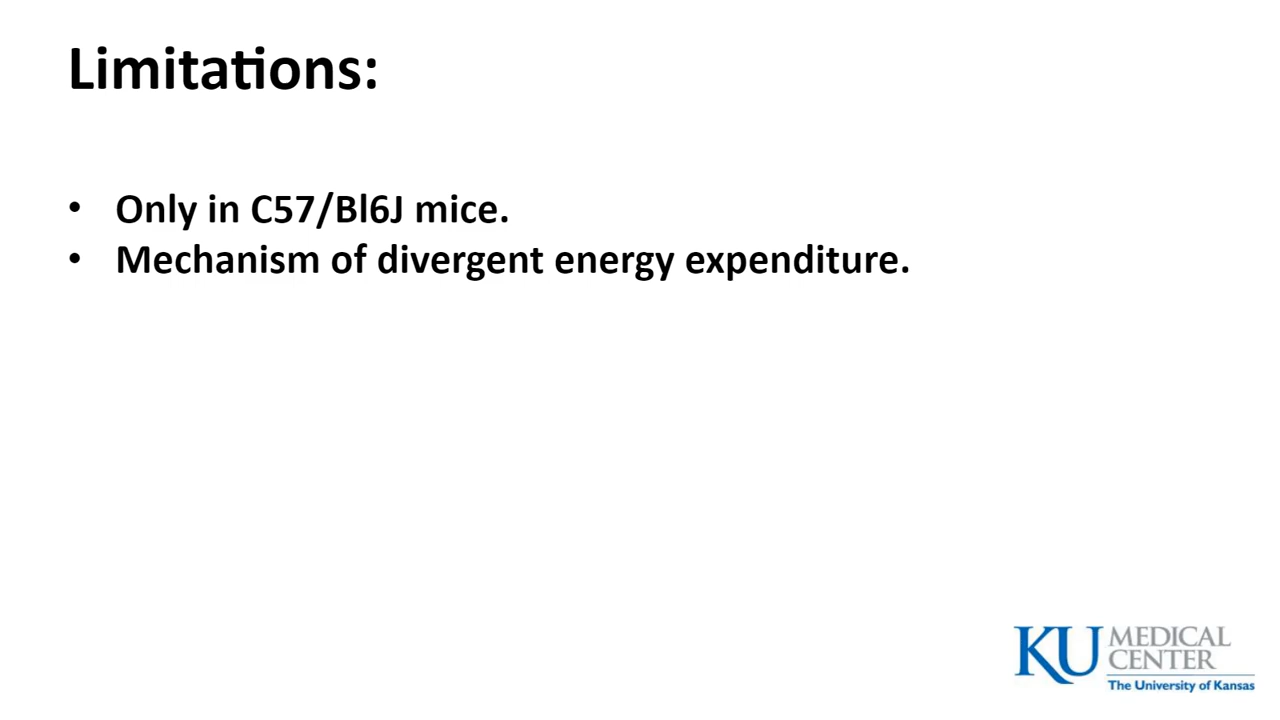 Limitations:
• Only in C57/Bl6J mice.
• Mechanism of divergent energy expenditure.
KU MEDICAL CENTER
The University of Kansas